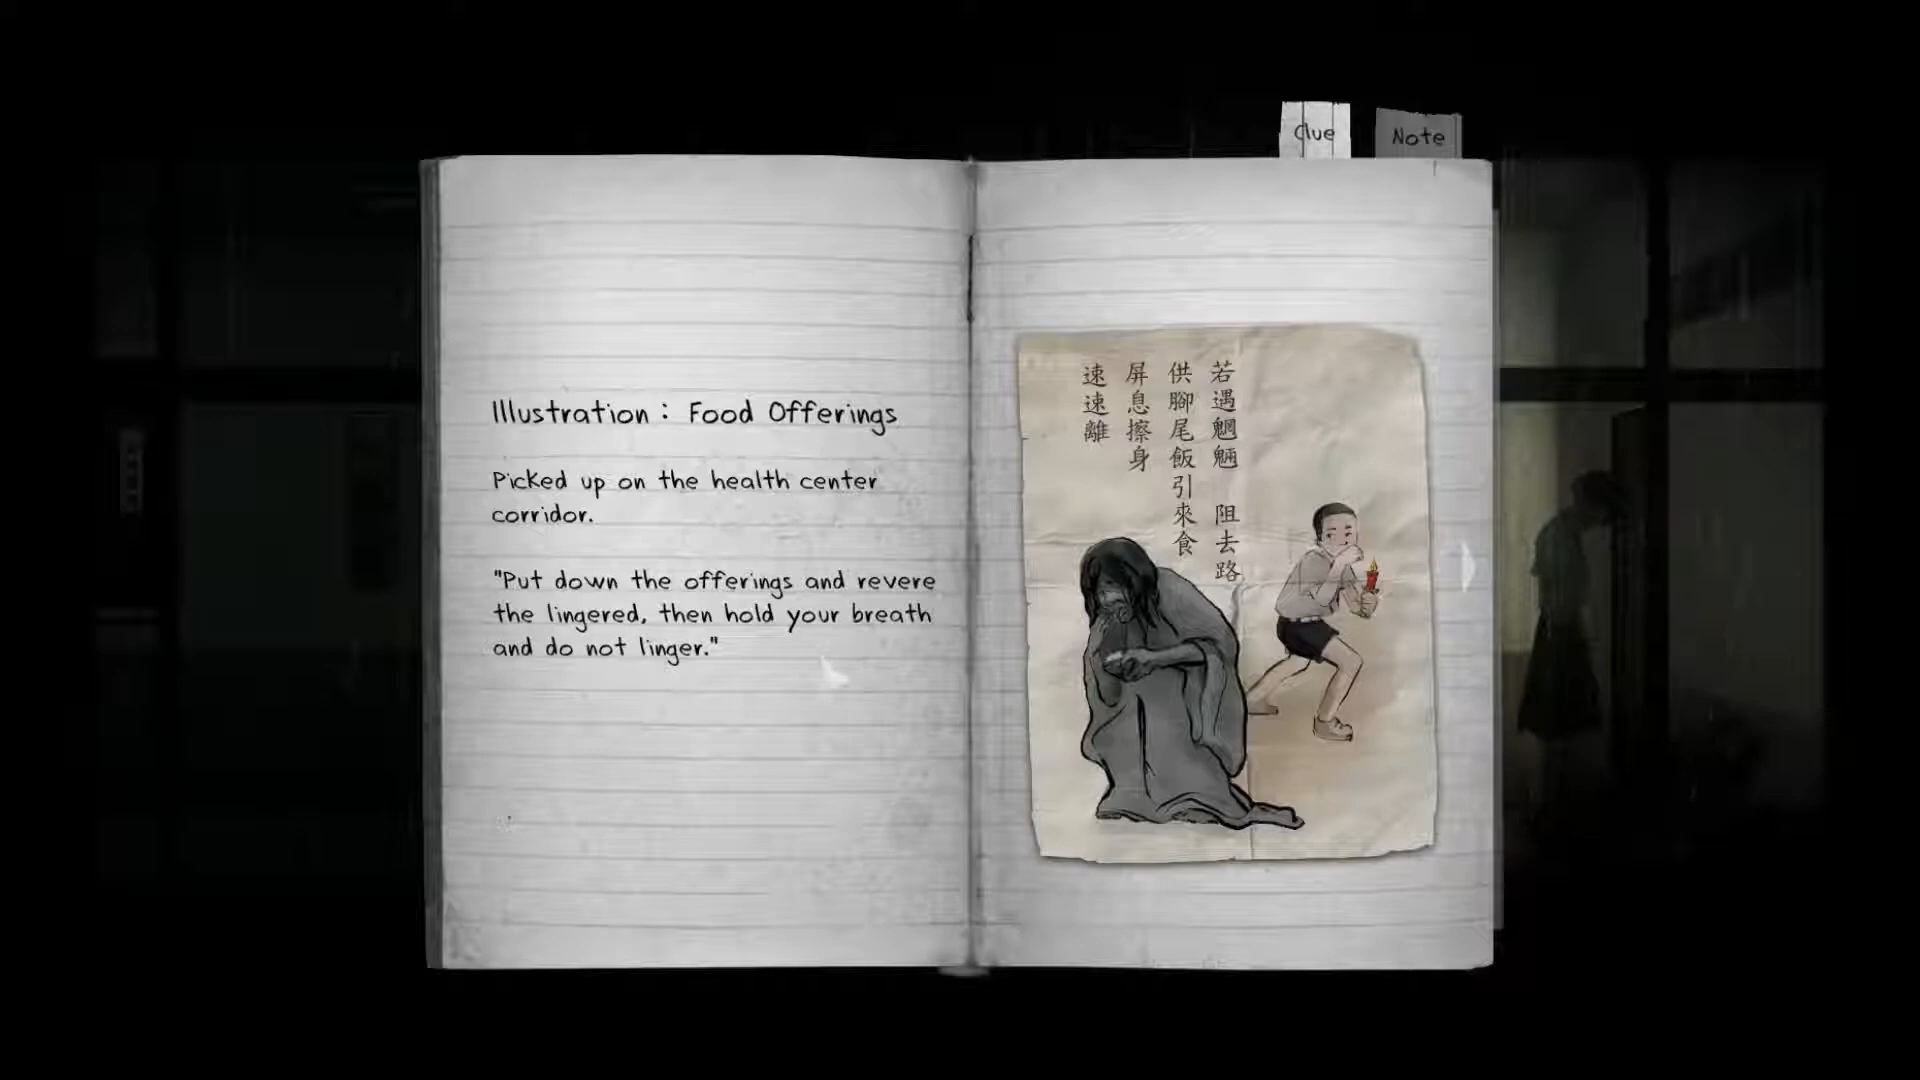 Clue
Note
Illustration : Food Offerings
Picked up on the health center
corridor.
"Put down the offerings and revere
the lingered, then hold your breath
and do not linger."
若遇魍魎 阻去路
供腳尾飯引來食
屏息擦身
速速離